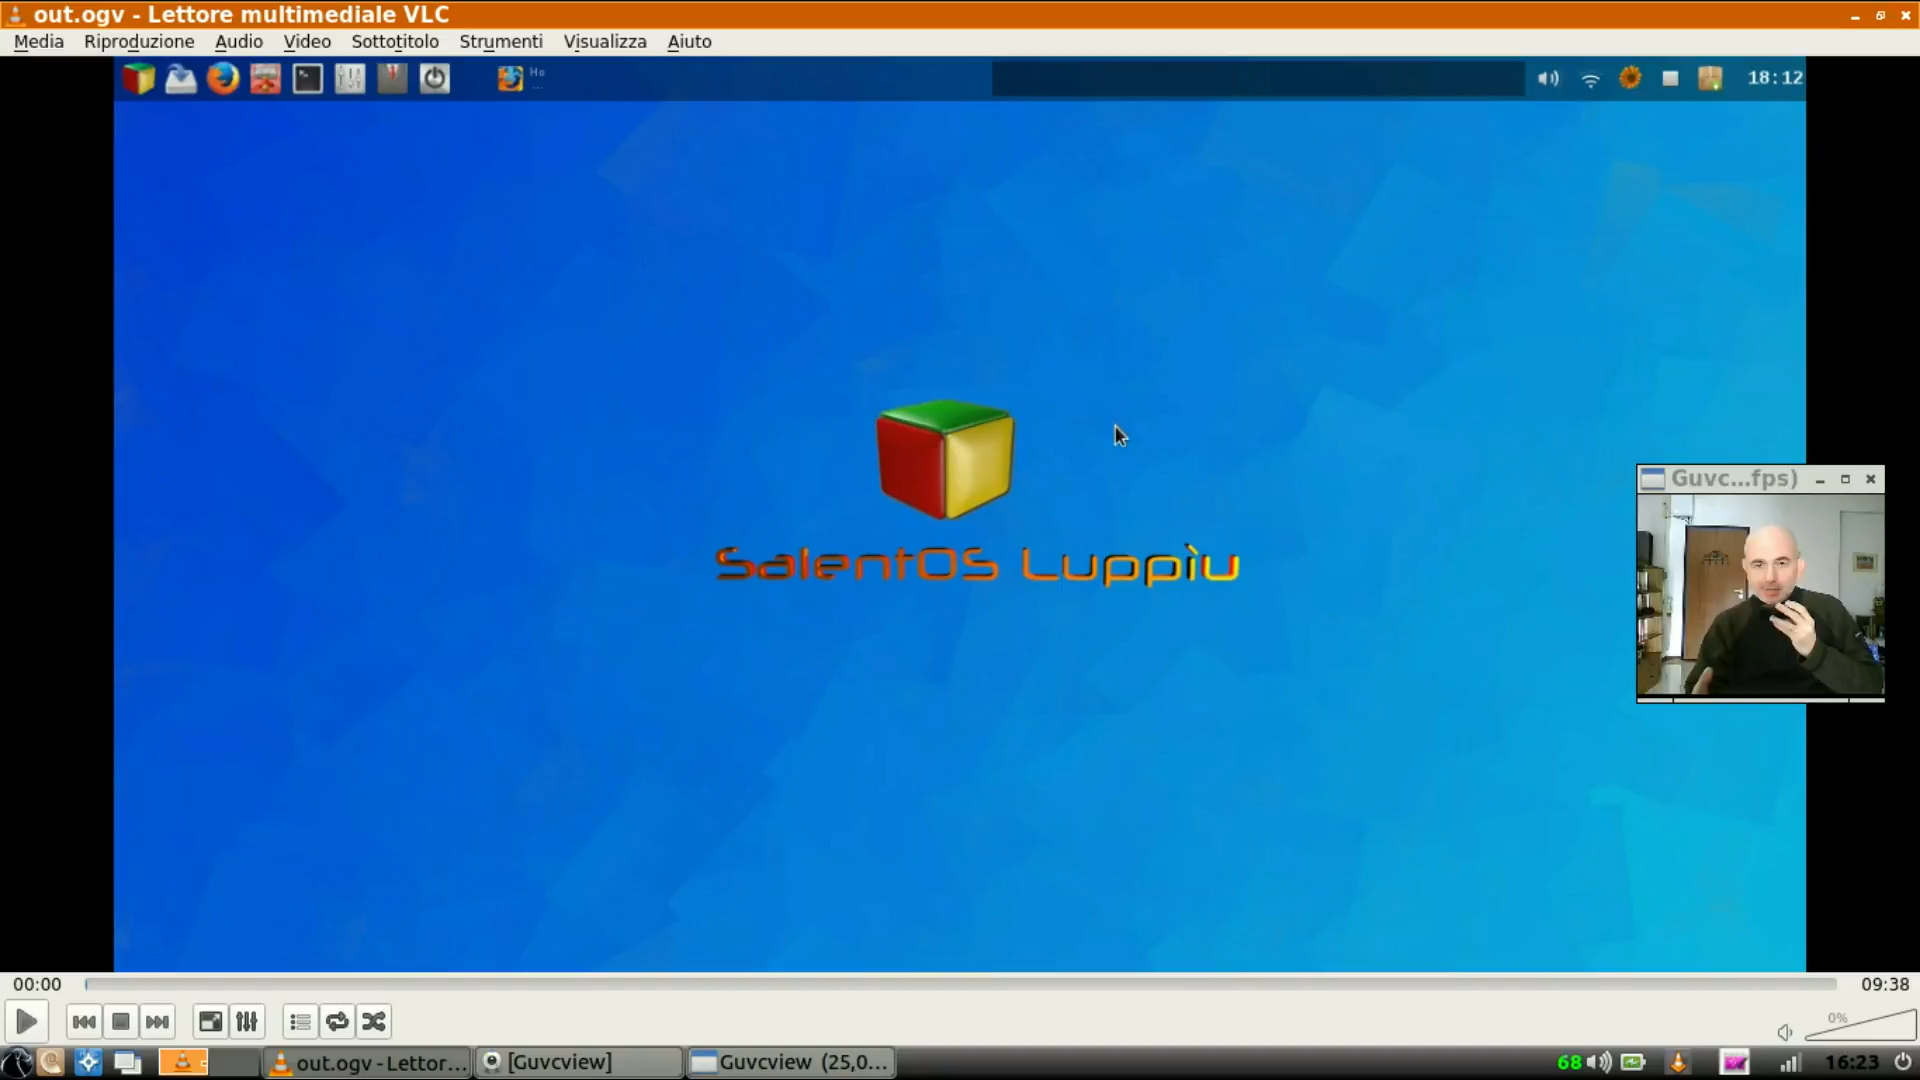 out.ogv - Lettore multimediale VLC
Media Riproduzione Audio Video Sottotitolo Strumenti Visualizza Aiuto
He
...
18:12
SalentOS Luppìu
Guvc...fps)
00:00
09:38
0%
out.ogv - Lettor...
[Guvcview]
Guvcview (25,0...
68
16:23